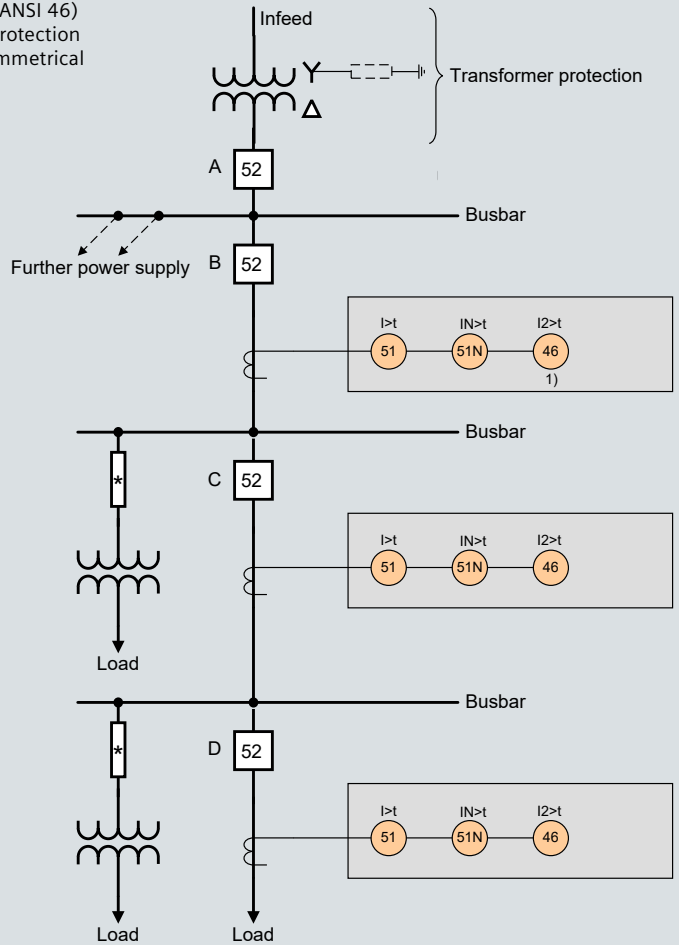 ANSI 46)
rotection
mmetrical
Infeed
Transformer protection
A 52
Busbar
Further power supply
B 52
I>t IN>t I2>t
51 51N 46
1)
Busbar
* C 52
I>t IN>t I2>t
51 51N 46
Load
Busbar
* D 52
I>t IN>t I2>t
51 51N 46
Load Load